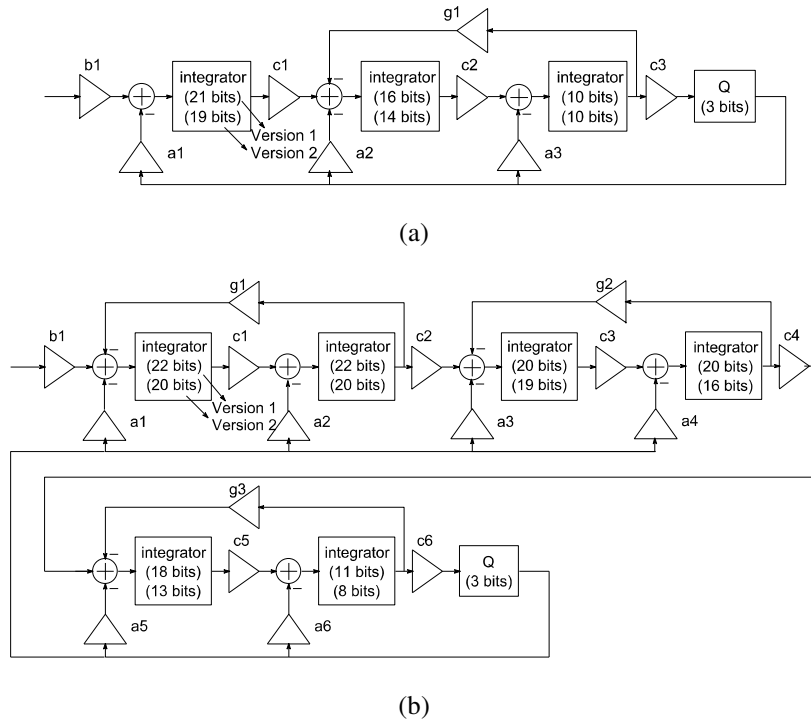 g1
b1
c1
c2
c3
integrator
(21 bits)
(19 bits)
integrator
(16 bits)
(14 bits)
integrator
(10 bits)
(10 bits)
Q
(3 bits)
Version 1
Version 2
a1
a2
a3
(a)
g1
g2
b1
c1
c2
c3
c4
integrator
(22 bits)
(20 bits)
integrator
(22 bits)
(20 bits)
integrator
(20 bits)
(19 bits)
integrator
(20 bits)
(16 bits)
Version 1
Version 2
a1
a2
a3
a4
g3
c5
c6
integrator
(18 bits)
(13 bits)
integrator
(11 bits)
(8 bits)
Q
(3 bits)
a5
a6
(b)